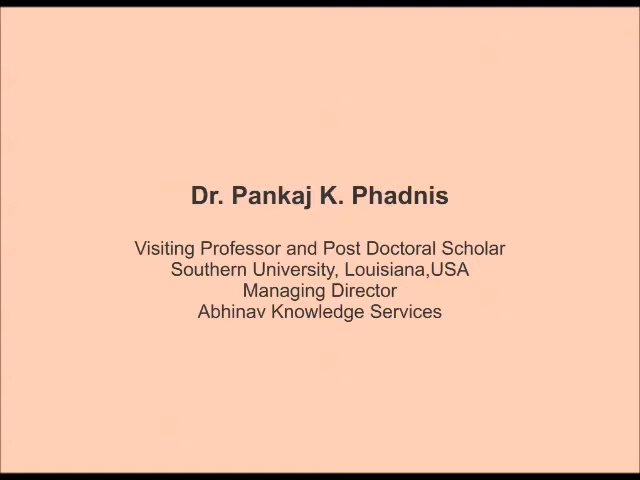 Dr. Pankaj K. Phadnis
Visiting Professor and Post Doctoral Scholar
Southern University, Louisiana,USA
Managing Director
Abhinav Knowledge Services